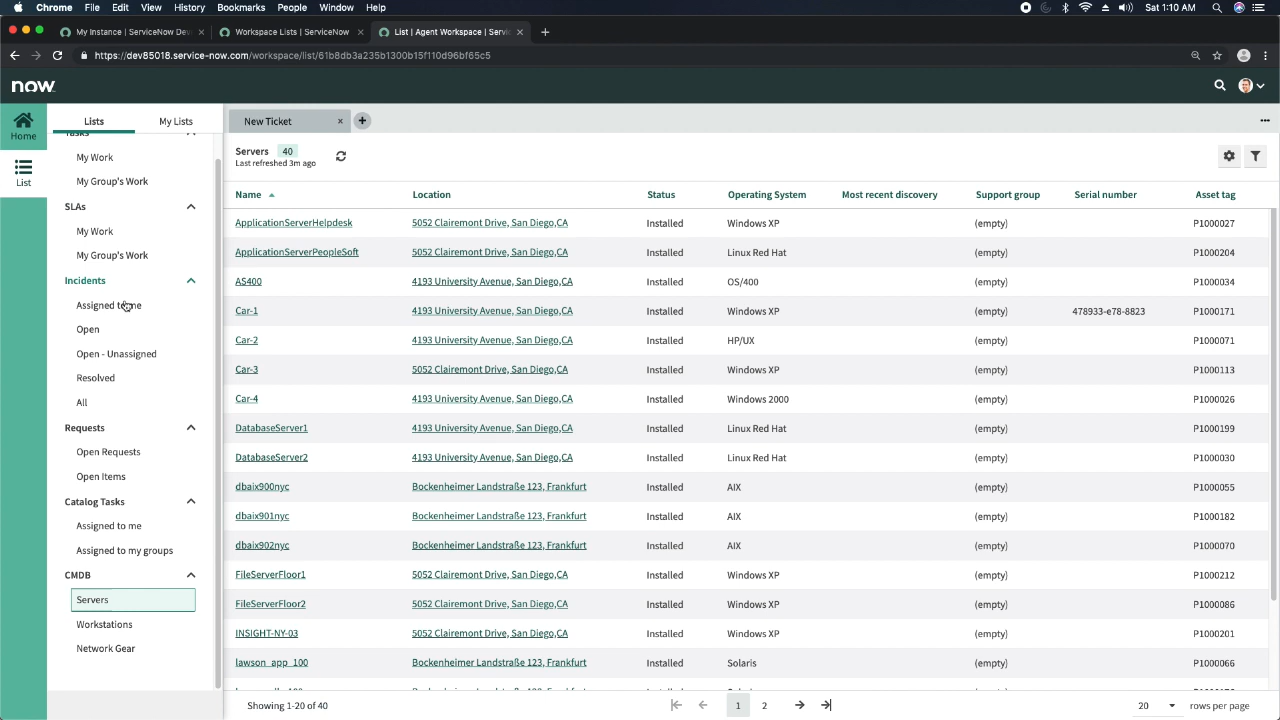 Chrome File Edit View History Bookmarks People Window Help Sat 1:10 AM
My Instance | ServiceNow Dev Workspace Lists | ServiceNow List | Agent Workspace | Servic
https://dev85018.service-now.com/workspace/list/61b8db3a235b1300b15f110d96bf65c5
now.
Home
List
Lists My Lists
Tasks
My Work
My Group's Work
SLAs
My Work
My Group's Work
Incidents
Assigned to me
Open
Open - Unassigned
Resolved
All
Requests
Open Requests
Open Items
Catalog Tasks
Assigned to me
Assigned to my groups
CMDB
Servers
Workstations
Network Gear
New Ticket
Servers 40
Last refreshed 3m ago
Name Location Status Operating System Most recent discovery Support group Serial number Asset tag
ApplicationServerHelpdesk 5052 Clairemont Drive, San Diego,CA Installed Windows XP (empty) P1000027
ApplicationServerPeopleSoft 5052 Clairemont Drive, San Diego,CA Installed Linux Red Hat (empty) P1000204
AS400 4193 University Avenue, San Diego,CA Installed OS/400 (empty) P1000034
Car-1 4193 University Avenue, San Diego,CA Installed Windows XP (empty) 478933-e78-8823 P1000171
Car-2 4193 University Avenue, San Diego,CA Installed HP/UX (empty) P1000071
Car-3 5052 Clairemont Drive, San Diego,CA Installed Windows XP (empty) P1000113
Car-4 4193 University Avenue, San Diego,CA Installed Windows 2000 (empty) P1000026
DatabaseServer1 4193 University Avenue, San Diego,CA Installed Linux Red Hat (empty) P1000199
DatabaseServer2 4193 University Avenue, San Diego,CA Installed Linux Red Hat (empty) P1000030
dbaix900nyc Bockenheimer Landstraße 123, Frankfurt Installed AIX (empty) P1000055
dbaix901nyc Bockenheimer Landstraße 123, Frankfurt Installed AIX (empty) P1000182
dbaix902nyc Bockenheimer Landstraße 123, Frankfurt Installed AIX (empty) P1000070
FileServerFloor1 5052 Clairemont Drive, San Diego,CA Installed Windows XP (empty) P1000212
FileServerFloor2 5052 Clairemont Drive, San Diego,CA Installed Windows XP (empty) P1000086
INSIGHT-NY-03 5052 Clairemont Drive, San Diego,CA Installed Windows XP (empty) P1000201
lawson_app_100 Bockenheimer Landstraße 123, Frankfurt Installed Solaris (empty) P1000066
Showing 1-20 of 40 1 2 20 rows per page